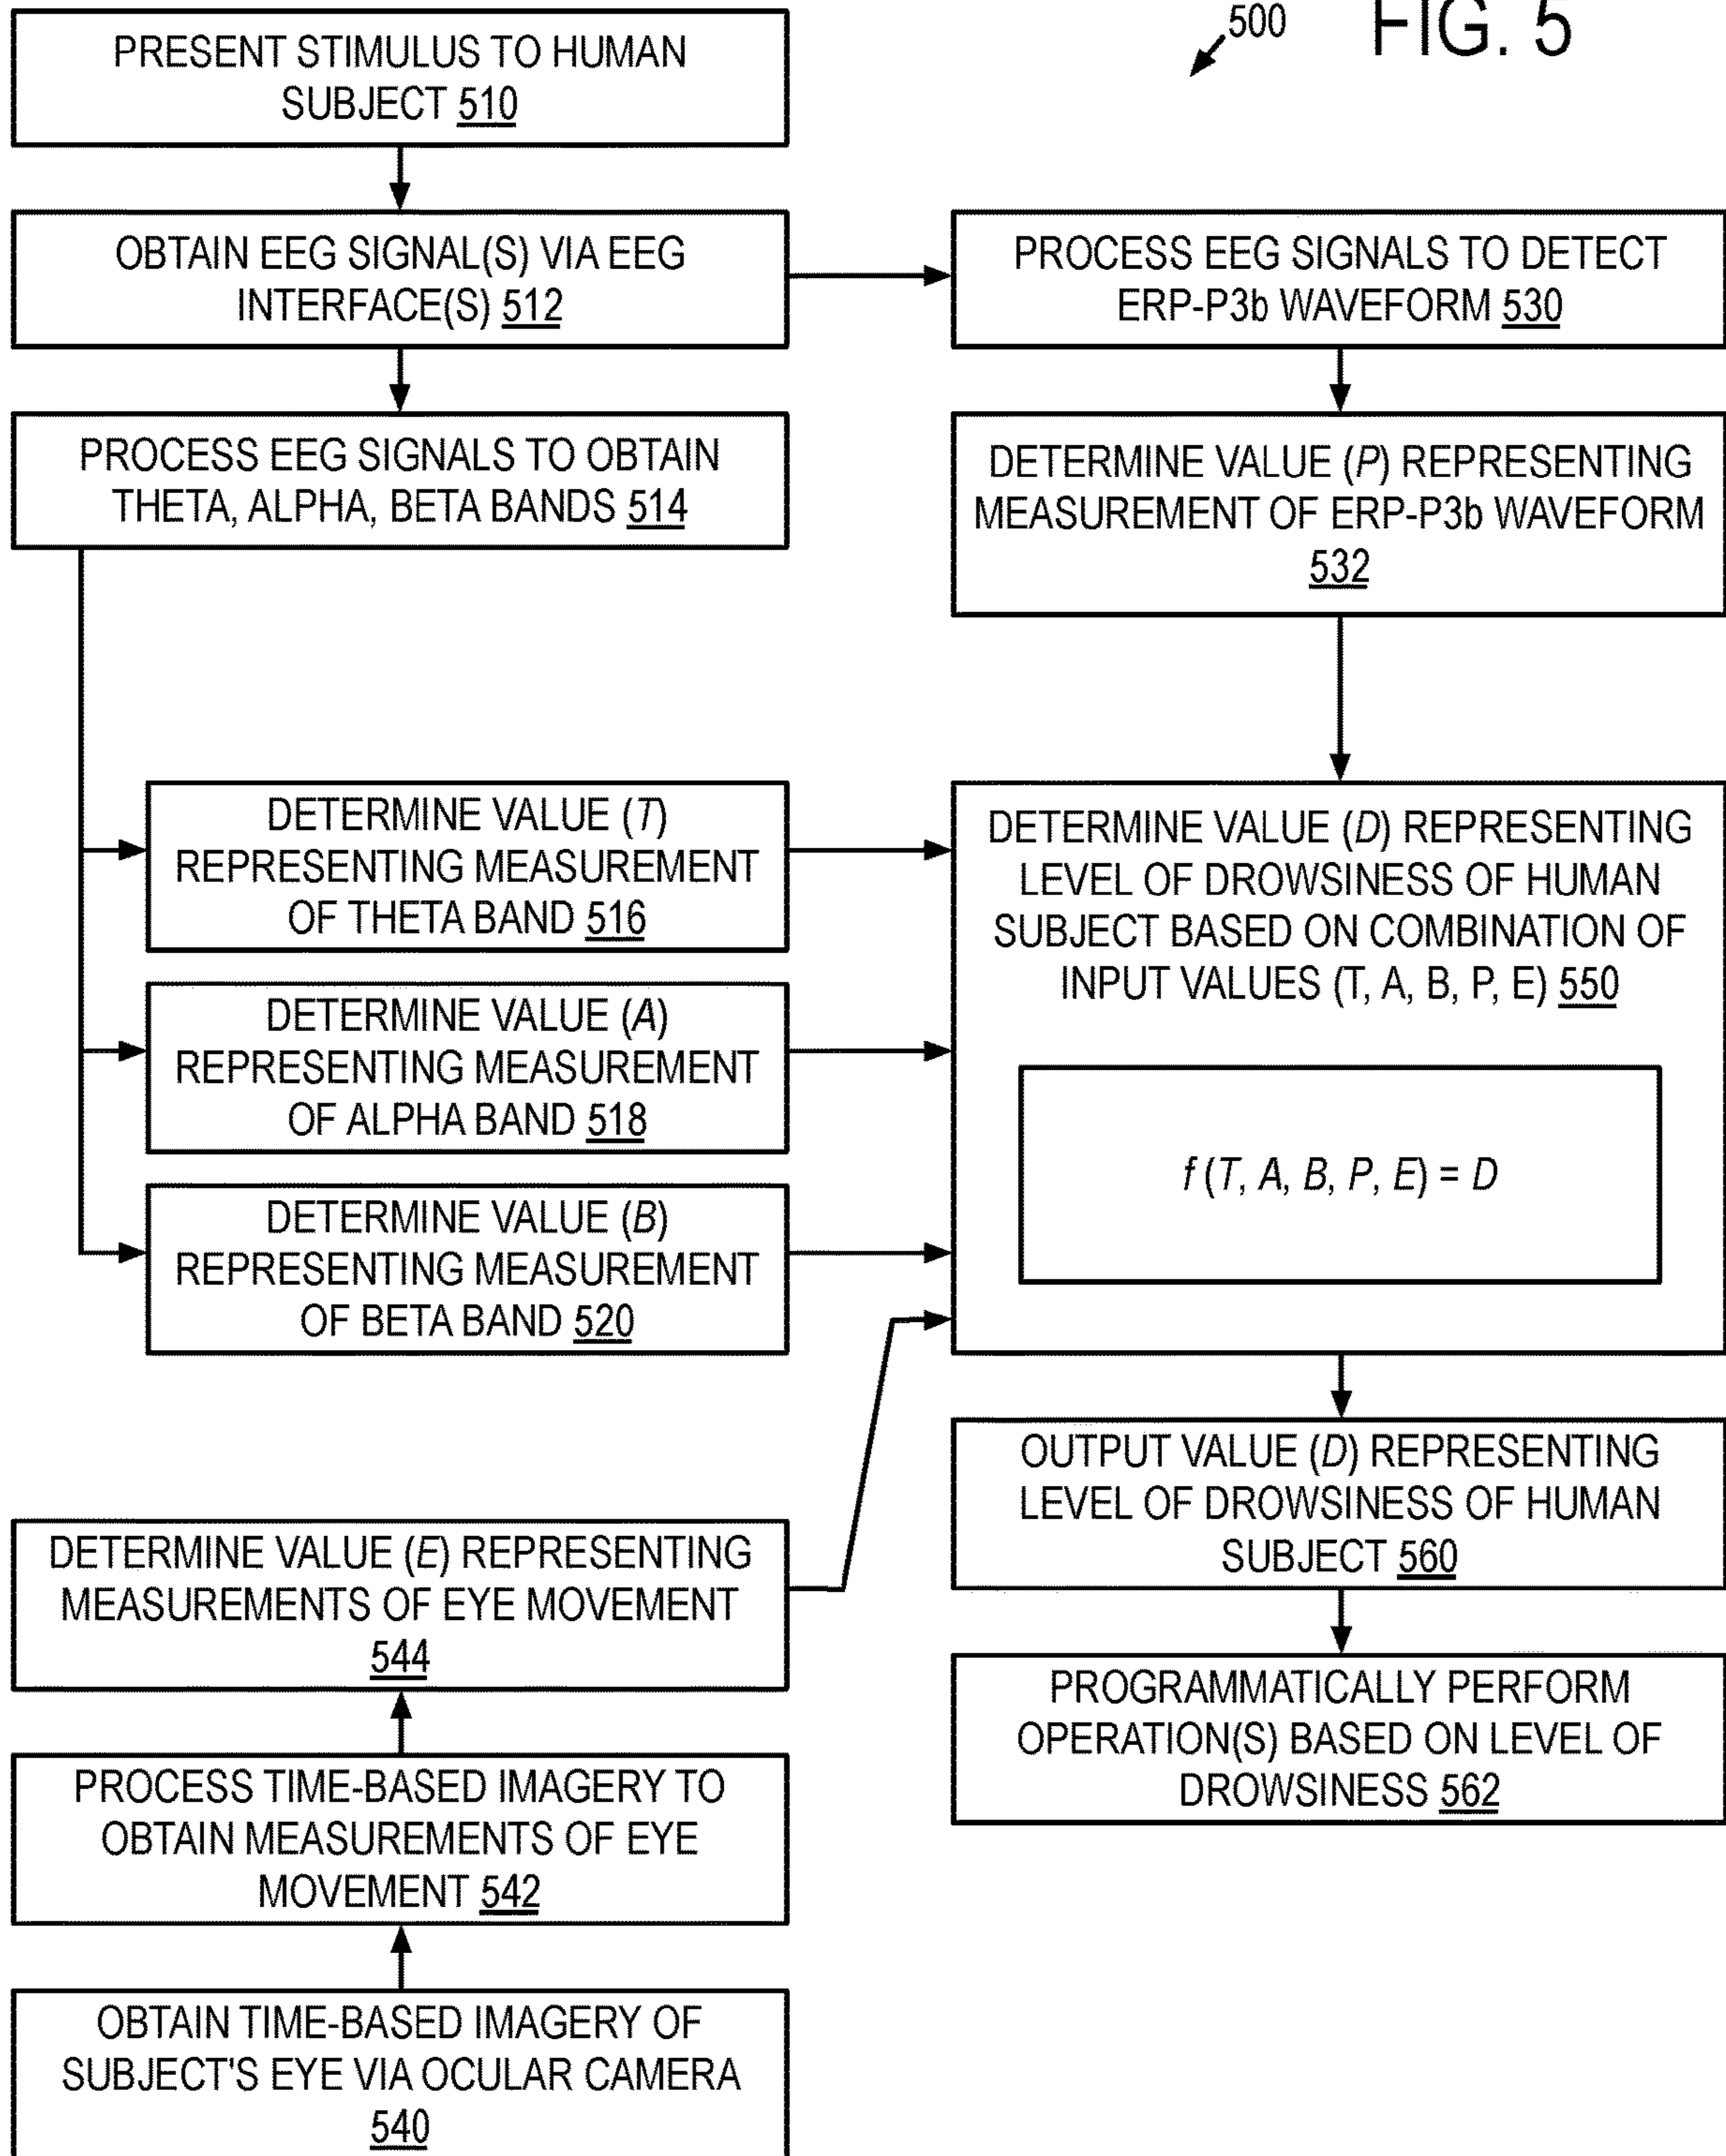 500
FIG. 5
PRESENT STIMULUS TO HUMAN
SUBJECT 510
OBTAIN EEG SIGNAL(S) VIA EEG
INTERFACE(S) 512
PROCESS EEG SIGNALS TO OBTAIN
THETA, ALPHA, BETA BANDS 514
PROCESS EEG SIGNALS TO DETECT
ERP-P3b WAVEFORM 530
DETERMINE VALUE (P) REPRESENTING
MEASUREMENT OF ERP-P3b WAVEFORM
532
DETERMINE VALUE (T)
REPRESENTING MEASUREMENT
OF THETA BAND 516
DETERMINE VALUE (A)
REPRESENTING MEASUREMENT
OF ALPHA BAND 518
DETERMINE VALUE (B)
REPRESENTING MEASUREMENT
OF BETA BAND 520
DETERMINE VALUE (D) REPRESENTING
LEVEL OF DROWSINESS OF HUMAN
SUBJECT BASED ON COMBINATION OF
INPUT VALUES (T, A, B, P, E) 550
f (T, A, B, P, E) = D
DETERMINE VALUE (E) REPRESENTING
MEASUREMENTS OF EYE MOVEMENT
544
PROCESS TIME-BASED IMAGERY TO
OBTAIN MEASUREMENTS OF EYE
MOVEMENT 542
OBTAIN TIME-BASED IMAGERY OF
SUBJECT'S EYE VIA OCULAR CAMERA
540
OUTPUT VALUE (D) REPRESENTING
LEVEL OF DROWSINESS OF HUMAN
SUBJECT 560
PROGRAMMATICALLY PERFORM
OPERATION(S) BASED ON LEVEL OF
DROWSINESS 562